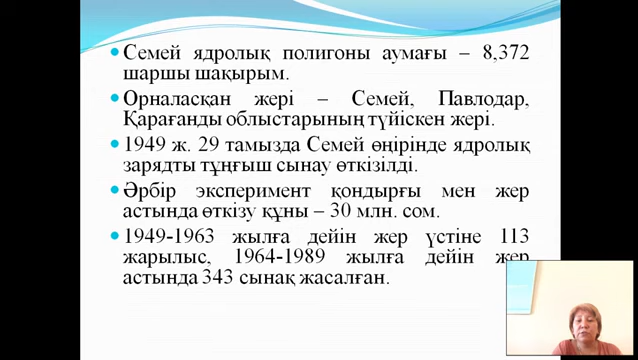 Семей ядролық полигоны аумағы – 8,372
шаршы шақырым.
Орналасқан жері – Семей, Павлодар,
Қарағанды облыстарының түйіскен жері.
1949 ж. 29 тамызда Семей өңірінде ядролық
зарядты тұңғыш сынау өткізілді.
Әрбір эксперимент қондырғы мен жер
астында өткізу құны – 30 млн. сом.
1949-1963 жылға дейін жер үстіне 113
жарылыс, 1964-1989 жылға дейін жер
астында 343 сынақ жасалған.